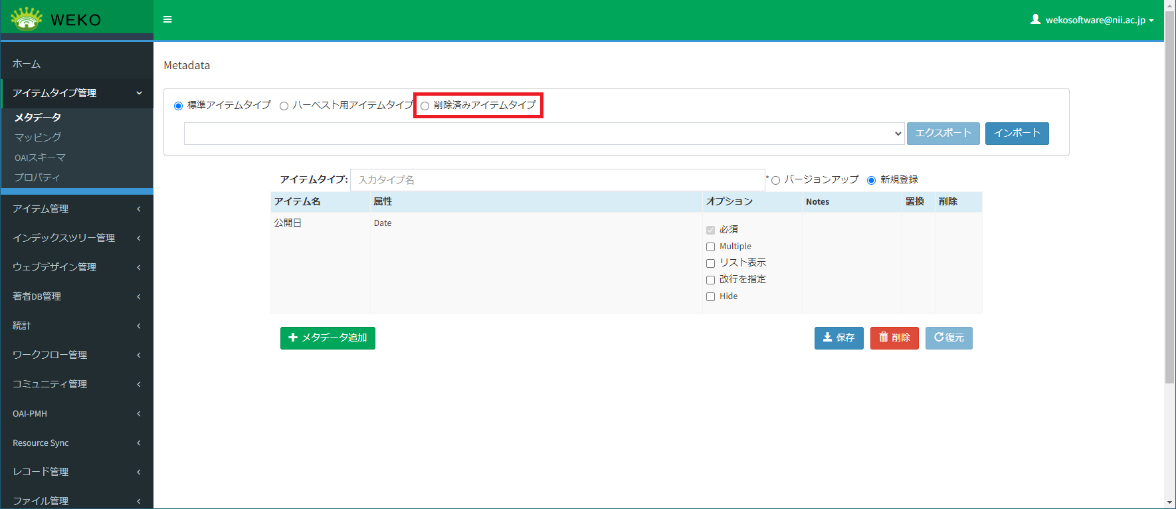 WEKO
wekosoftware@nii.ac.jp
ホーム
アイテムタイプ管理
メタデータ
マッピング
OAIスキーマ
プロパティ
アイテム管理
インデックスツリー管理
ウェブデザイン管理
著者DB管理
統計
ワークフロー管理
コミュニティ管理
OAI-PMH
Resource Sync
レコード管理
ファイル管理
Metadata
標準アイテムタイプ ハーベスト用アイテムタイプ 削除済みアイテムタイプ
エクスポート インポート
アイテムタイプ: 入力タイプ名 * バージョンアップ 新規登録
アイテム名 属性 オプション Notes 置換 削除
公開日 Date 必須
Multiple
リスト表示
改行を指定
Hide
メタデータ追加 保存 削除 復元